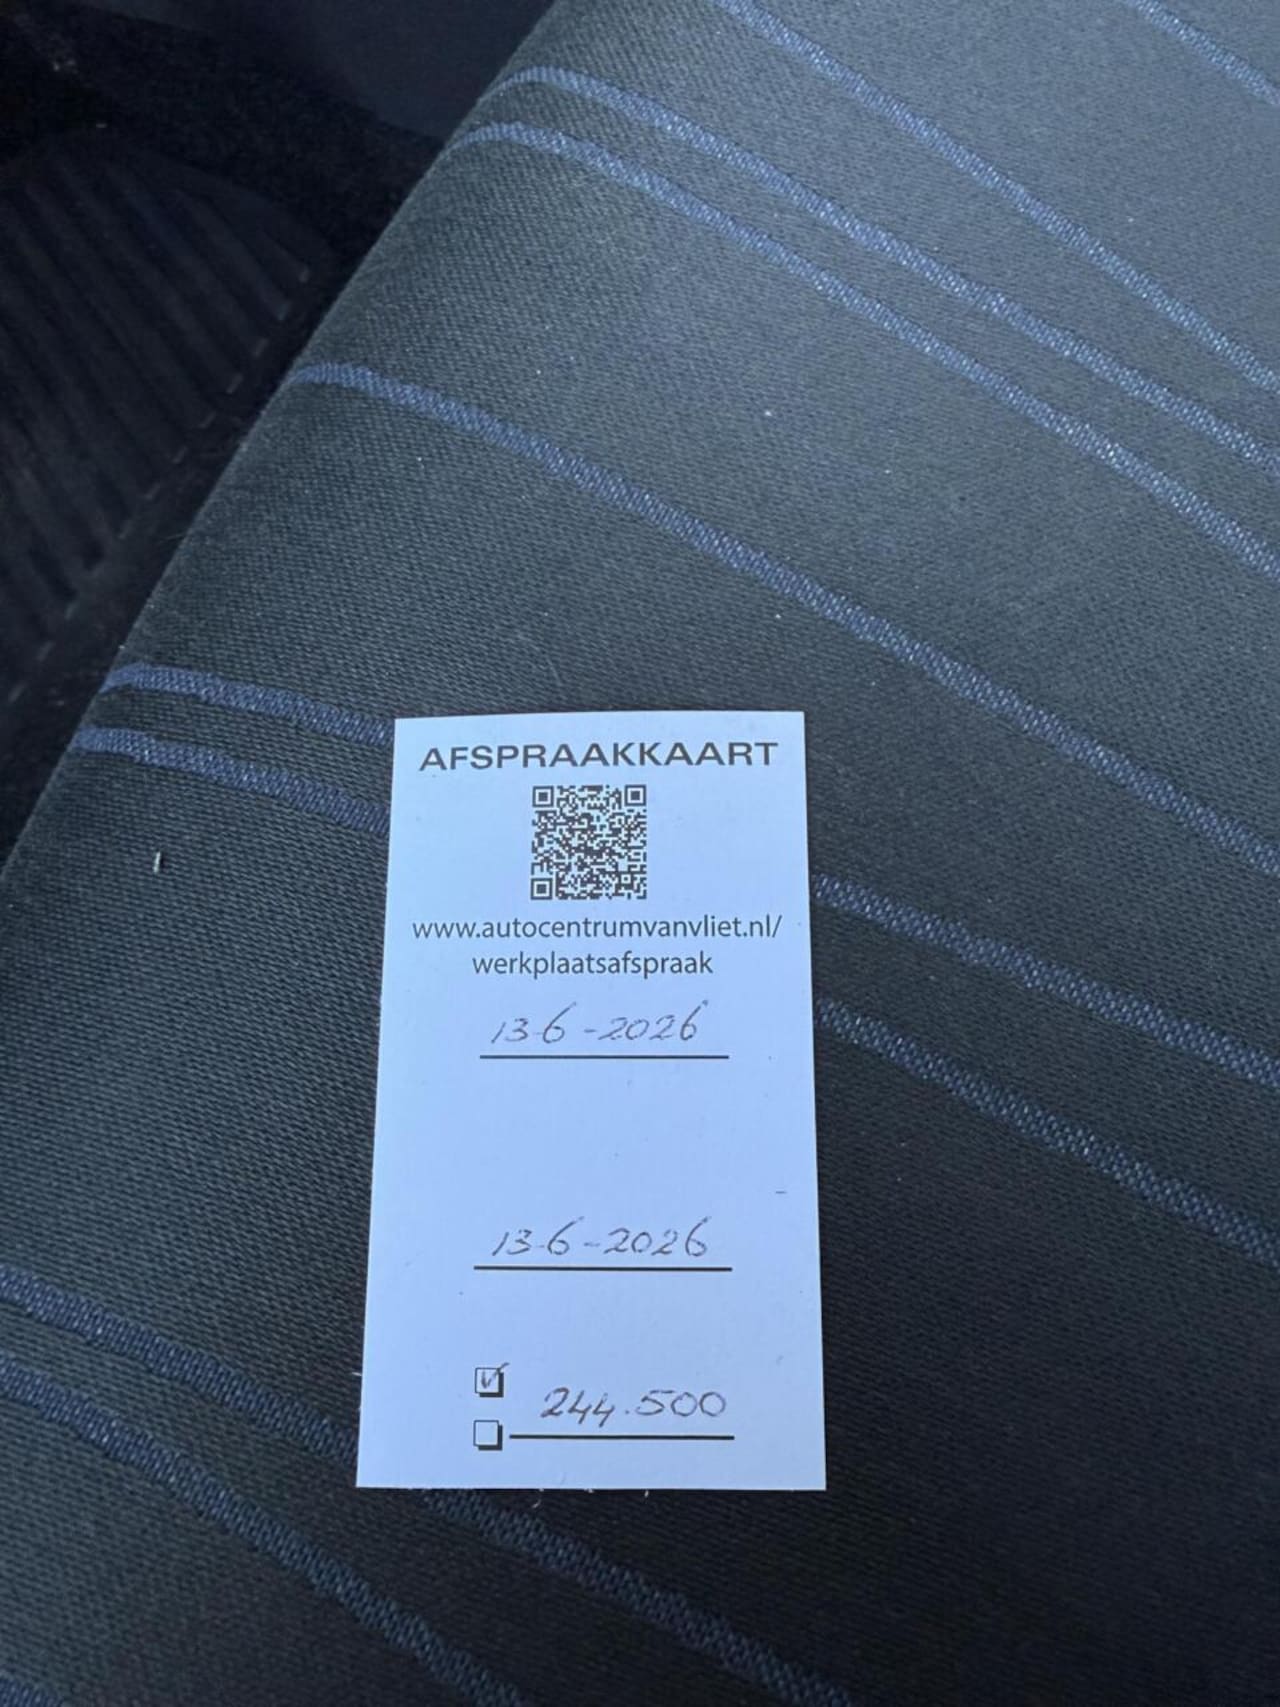 AFSPRAAKKAART
www.autocentrumvanvliet.nl/
werkplaatsafspraak
13-6-2026
13-6-2026
244.500